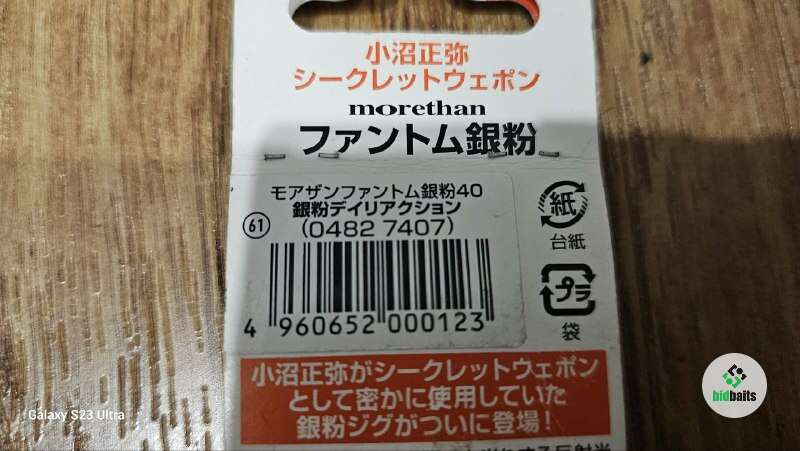 小沼正弥
シークレットウェポン
morethan
ファントム銀粉
モアザンファントム銀粉40
銀粉デイリアクション
61
(0482 7407)
紙
台紙
プラ
袋
4 960652 000123
小沼正弥がシークレットウェポン
として密かに使用していた
銀粉ジグがついに登場!
Galaxy S23 Ultra
bidbaits